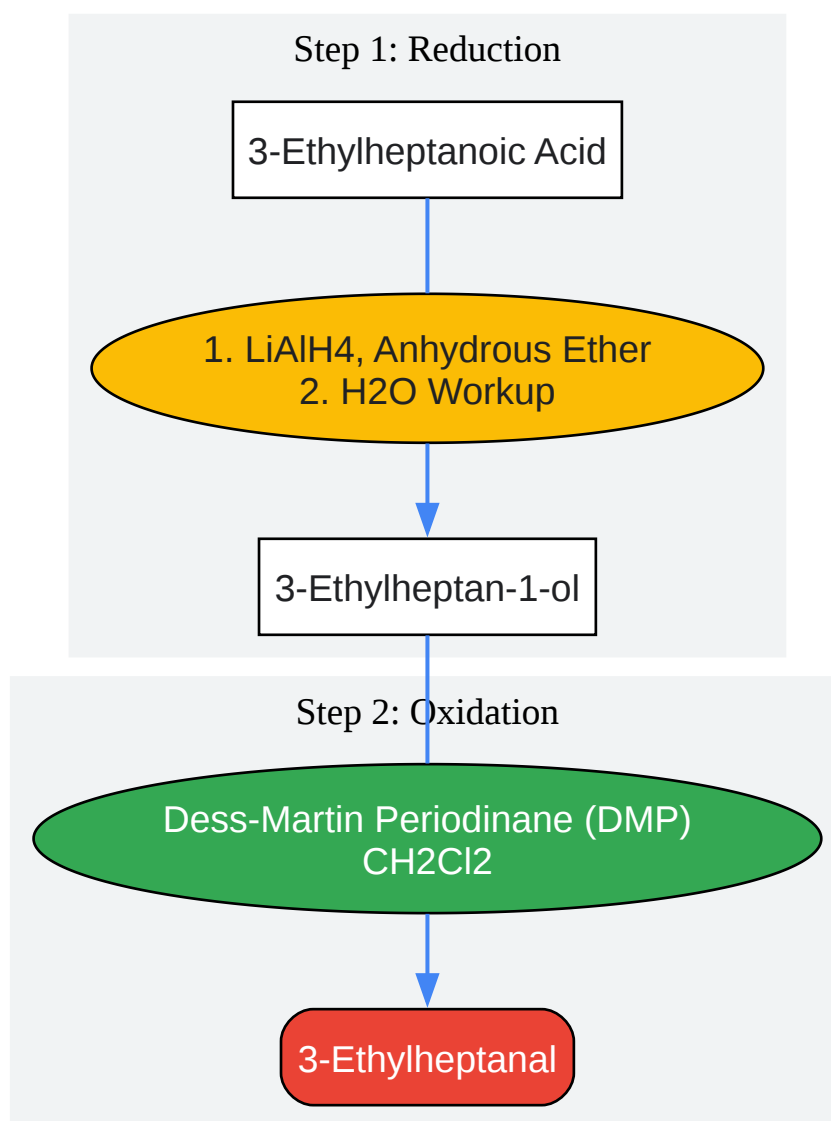 Step 1: Reduction
3-Ethylheptanoic Acid
1. LiAlH4, Anhydrous Ether
2. H2O Workup
3-Ethylheptan-1-ol
Step 2: Oxidation
Dess-Martin Periodinane (DMP)
CH2Cl2
3-Ethylheptanal